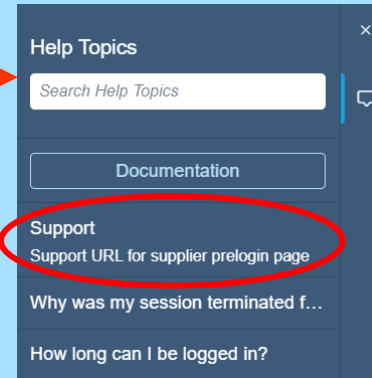 Help Topics
Search Help Topics
Documentation
Support
Support URL for supplier prelogin page
Why was my session terminated f...
How long can I be logged in?